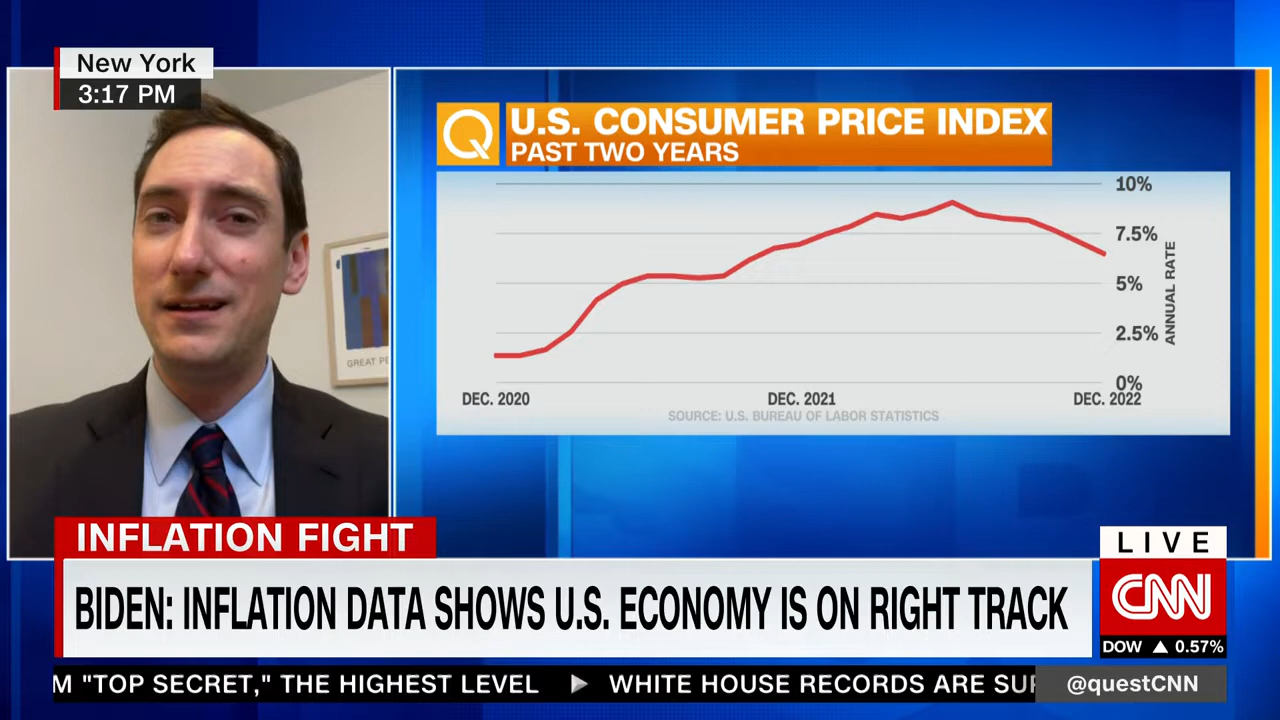 New York
3:17 PM
Q
U.S. CONSUMER PRICE INDEX
PAST TWO YEARS
10%
7.5%
5%
2.5%
0%
ANNUAL RATE
DEC. 2020
DEC. 2021
DEC. 2022
SOURCE: U.S. BUREAU OF LABOR STATISTICS
GREAT
INFLATION FIGHT
BIDEN: INFLATION DATA SHOWS U.S. ECONOMY IS ON RIGHT TRACK
LIVE
CNN
DOW ▲ 0.57%
M "TOP SECRET," THE HIGHEST LEVEL ▶ WHITE HOUSE RECORDS ARE
@questCNN